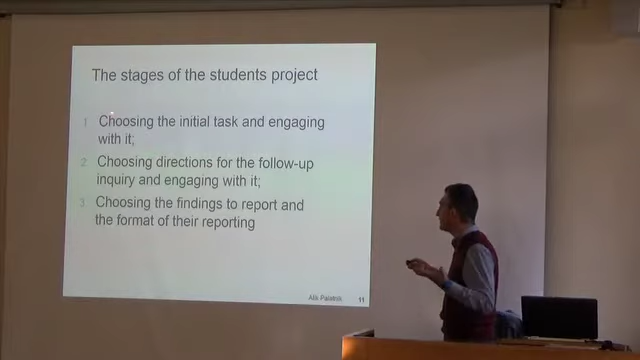 The stages of the students project
1 Choosing the initial task and engaging
with it;
2 Choosing directions for the follow-up
inquiry and engaging with it;
3 Choosing the findings to report and
the format of their reporting
Alik Palatnik 11